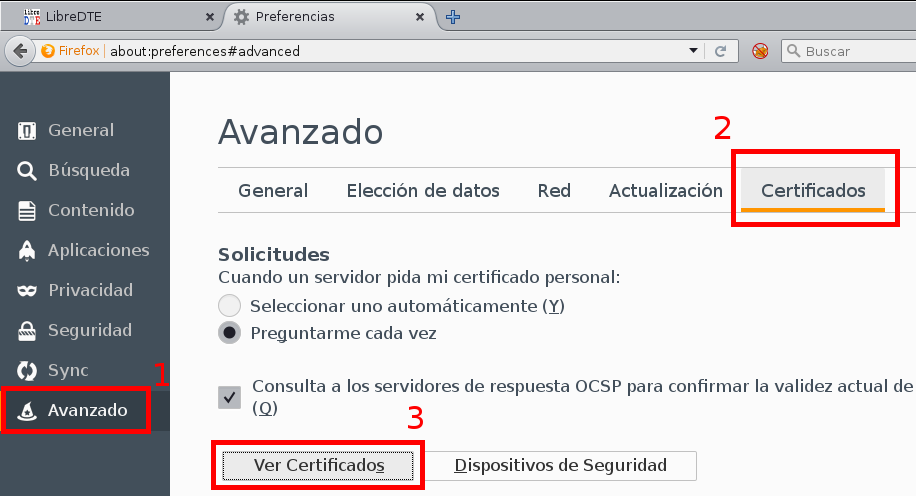 Libre
DTE
LibreDTE
Preferencias
Firefox
about:preferences#advanced
Buscar
General
Búsqueda
Contenido
Aplicaciones
Privacidad
Seguridad
Sync
1
Avanzado
Avanzado
2
General
Elección de datos
Red
Actualización
Certificados
Solicitudes
Cuando un servidor pida mi certificado personal:
Seleccionar uno automáticamente (Y)
Preguntarme cada vez
Consulta a los servidores de respuesta OCSP para confirmar la validez actual de
(Q)
3
Ver Certificados
Dispositivos de Seguridad